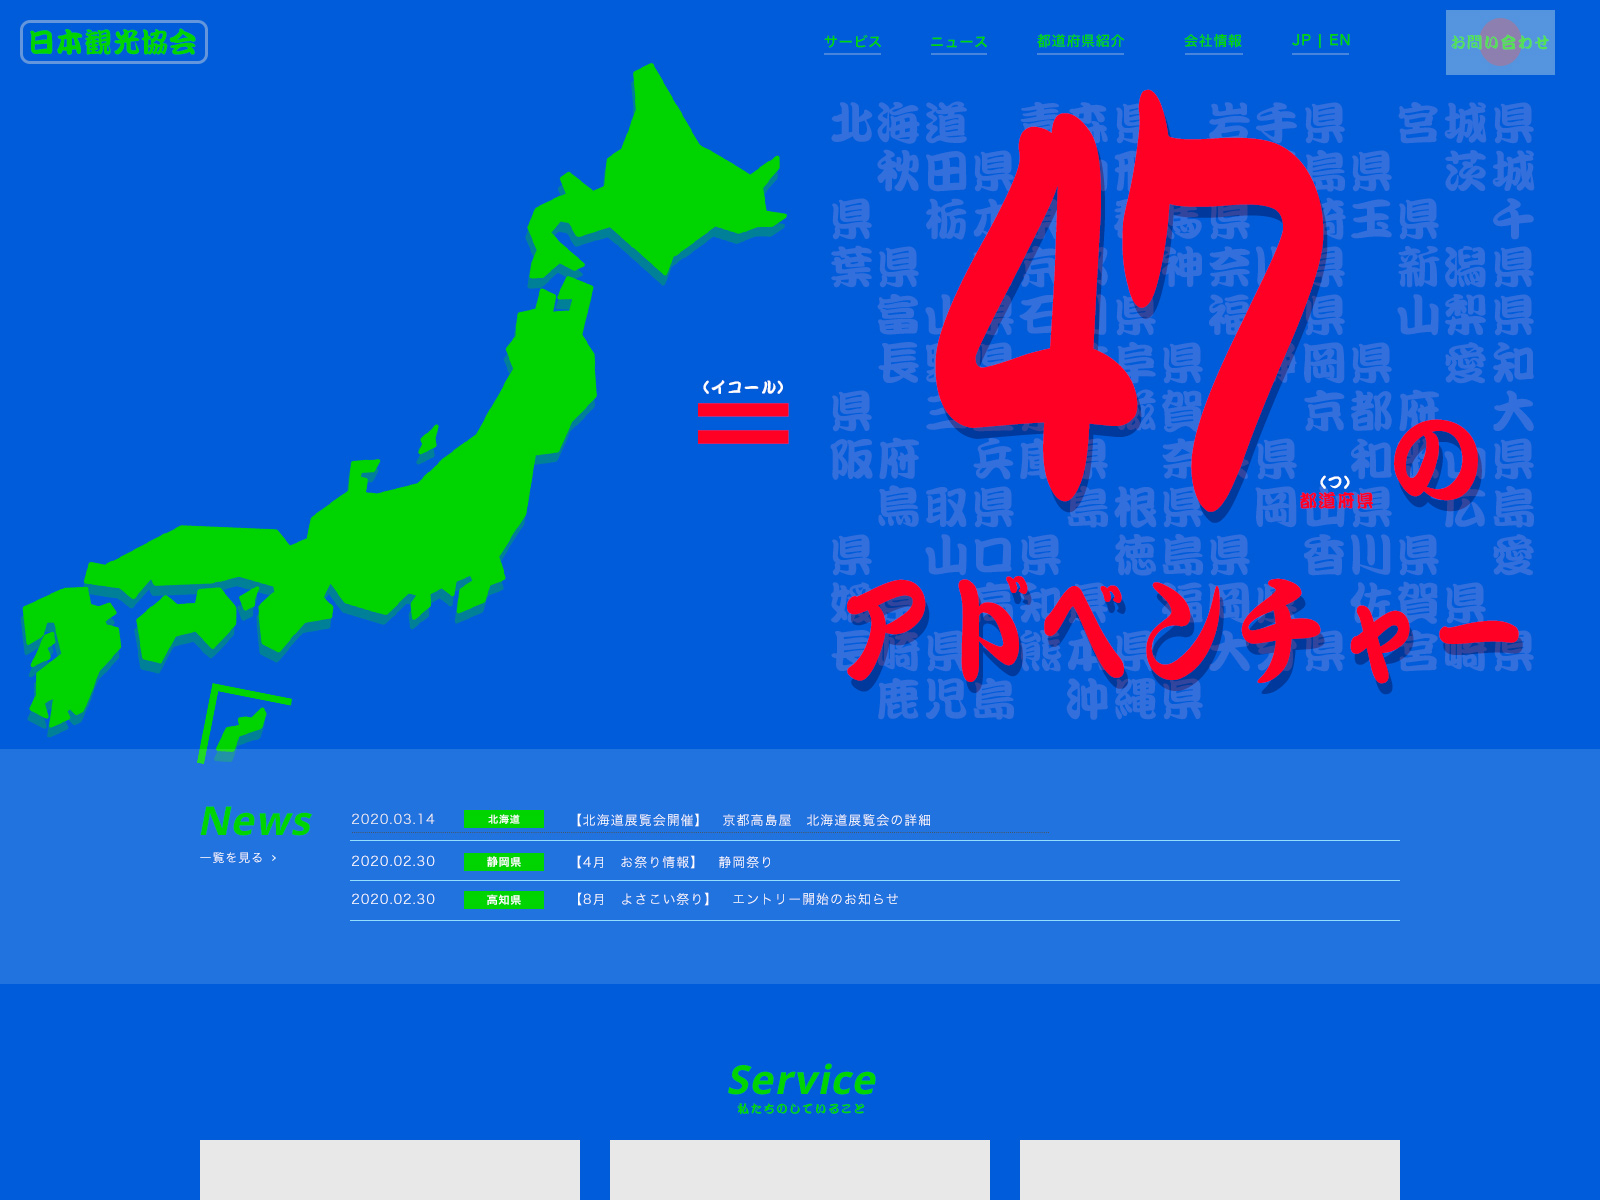 日本観光協会
サービス
ニュース
都道府県紹介
会社情報
JP | EN
お問い合わせ
北海道 青森県 岩手県 宮城県
秋田県 形 島県 茨城
県 栃木 群馬県 埼玉県 千
葉県 京都 神奈川県 新潟県
富山県石川県 福 県 山梨県
長野県 岐阜県 静岡県 愛知
県 三 滋賀 京都府 大
阪府 兵庫県 奈 県 和 山県
鳥取県 島根県 岡山県 広島
県 山口県 徳島県 香川県 愛
媛 高知県 福岡県 佐賀県
長崎県 熊本県 大分県 宮崎県
鹿児島 沖縄県
(イコール)
=
47の
(つ)
都道府県
アドベンチャー
News
一覧を見る ›
2020.03.14 北海道 【北海道展覧会開催】 京都高島屋 北海道展覧会の詳細
2020.02.30 静岡県 【4月 お祭り情報】 静岡祭り
2020.02.30 高知県 【8月 よさこい祭り】 エントリー開始のお知らせ
Service
私たちのしていること